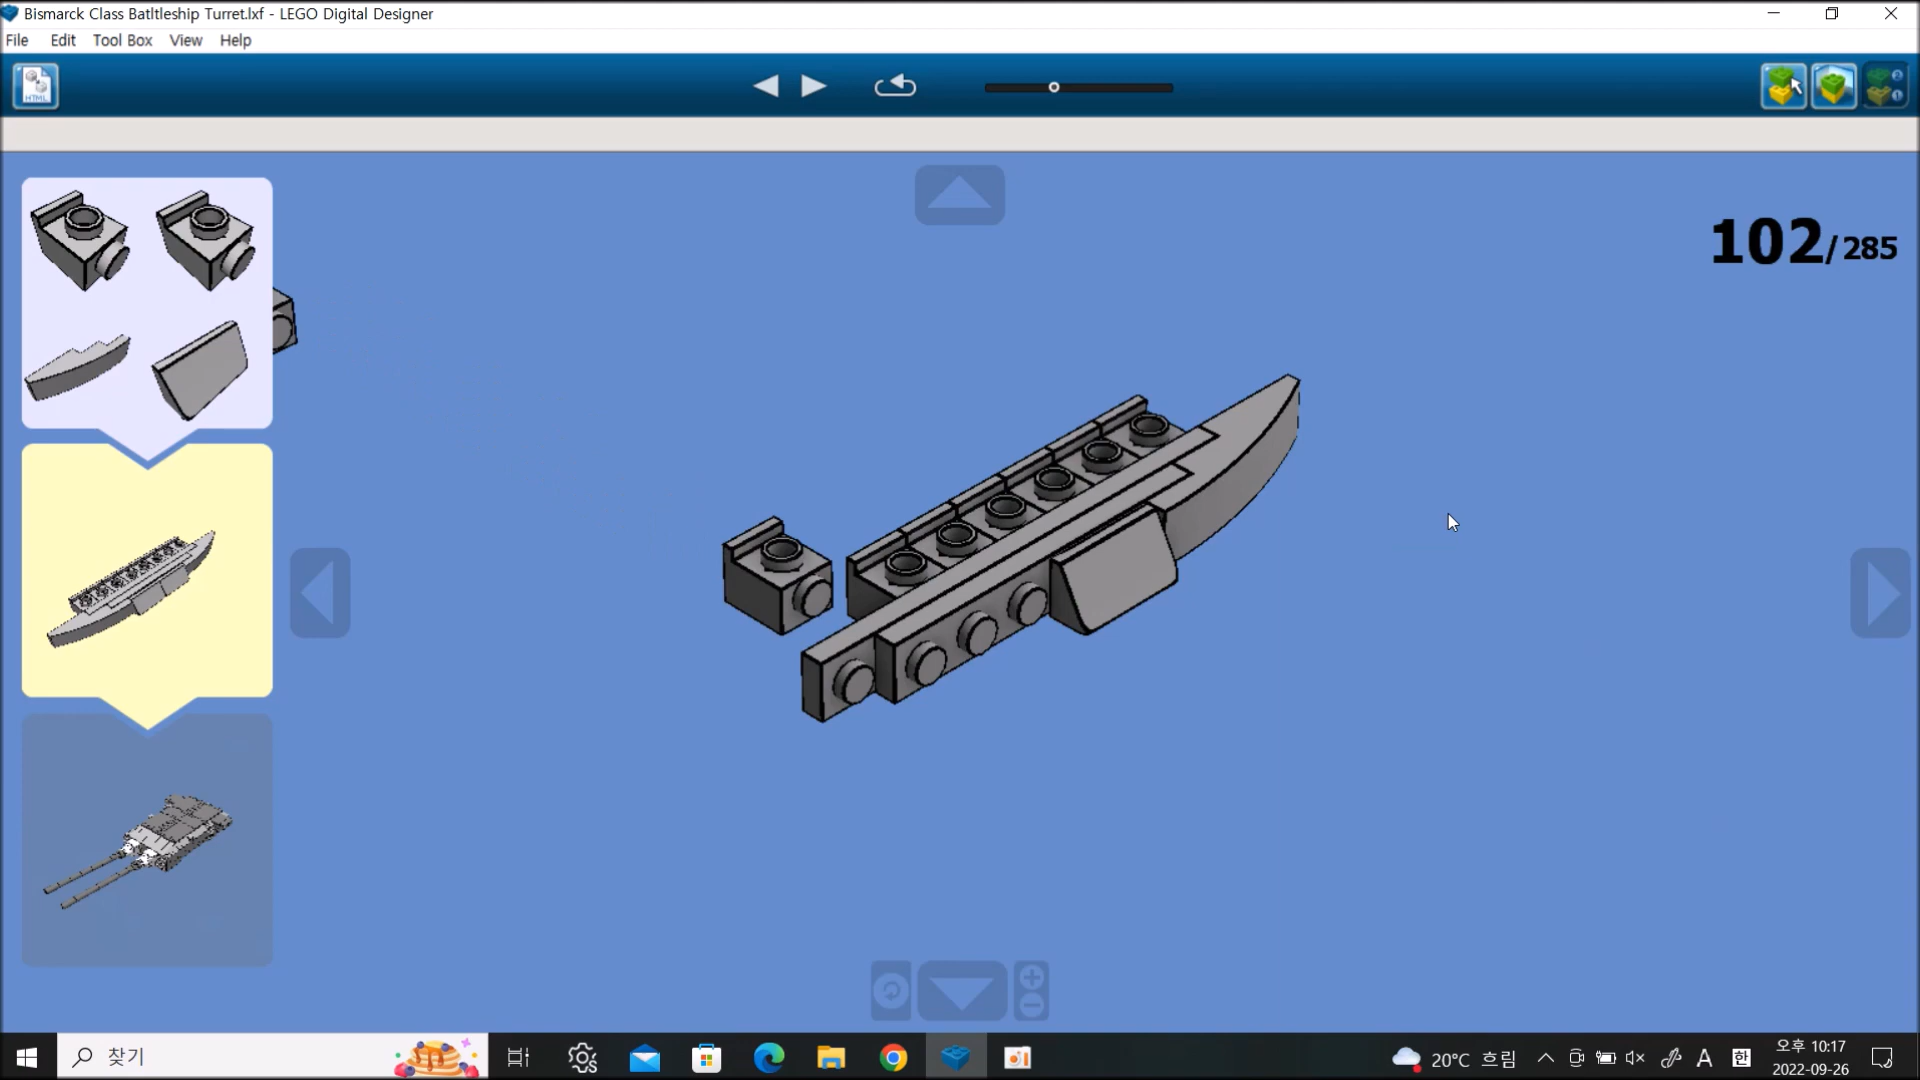 Bismarck Class Batltleship Turret.lxf - LEGO Digital Designer
File Edit Tool Box View Help
HTML
102/285
찾기
20°C 흐림
A
한
오후 10:17
2022-09-26